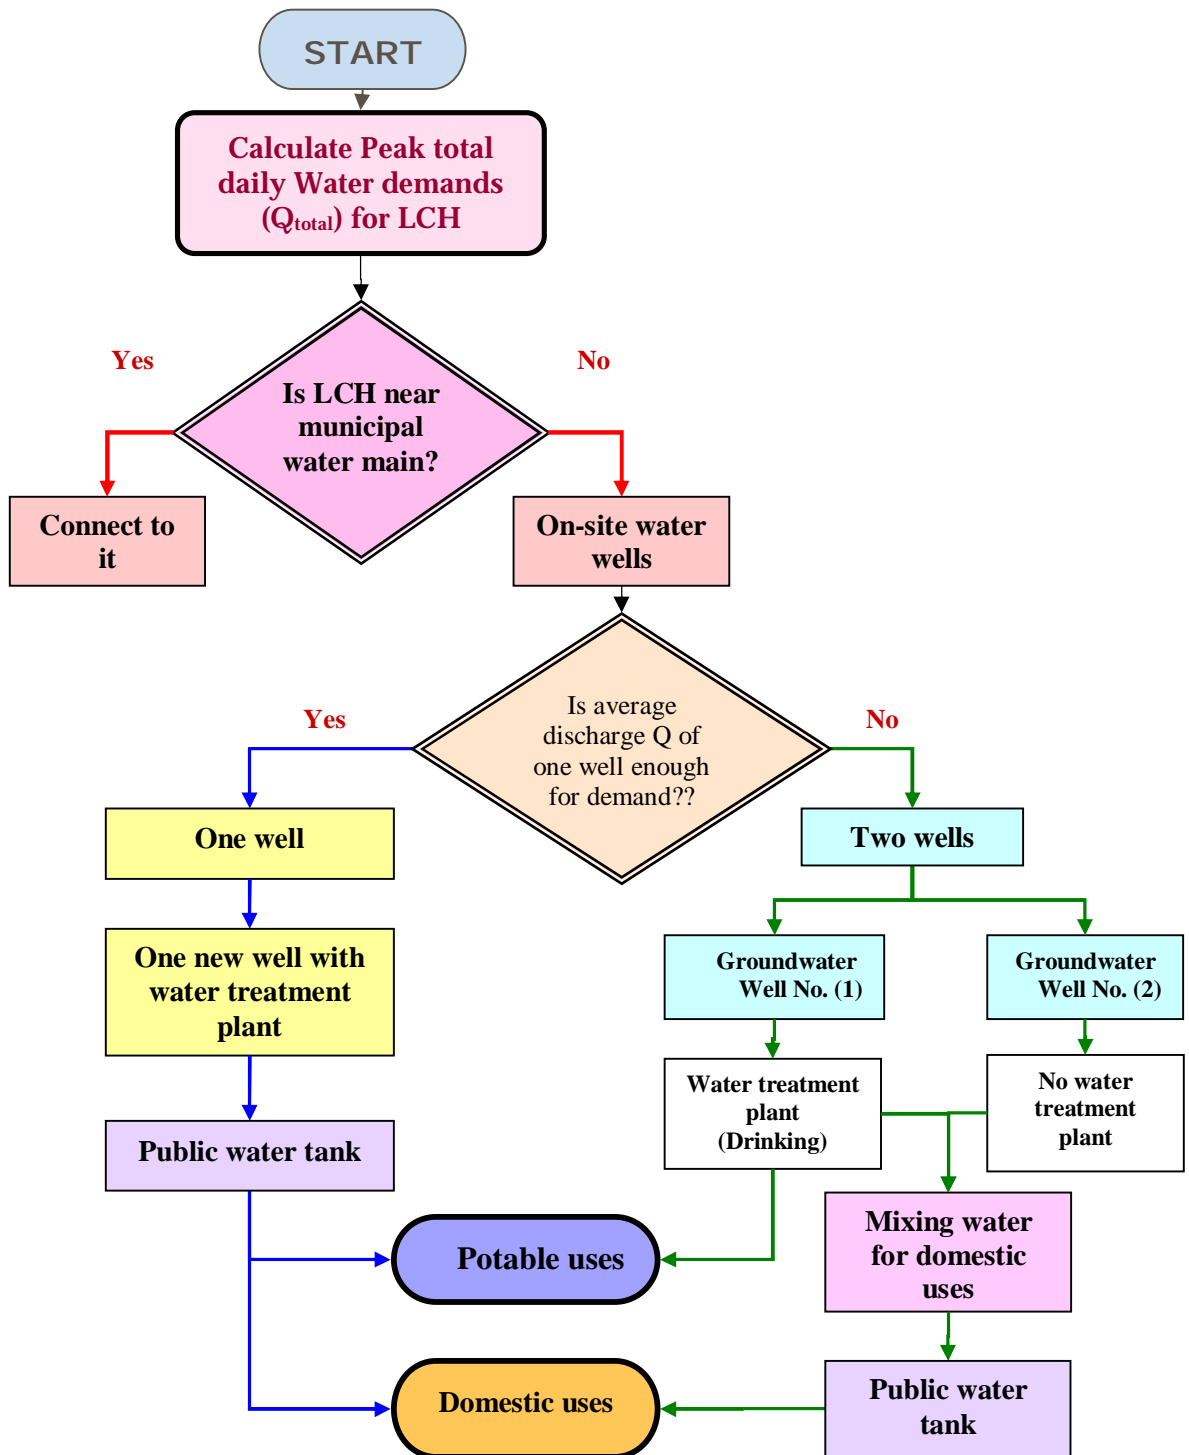 START
Calculate Peak total
daily Water demands
(Qtotal) for LCH
Yes
No
Is LCH near
municipal
water main?
Connect to
it
On-site water
wells
Yes
No
Is average
discharge Q of
one well enough
for demand??
One well
Two wells
One new well with
water treatment
plant
Groundwater
Well No. (1)
Groundwater
Well No. (2)
Water treatment
plant
(Drinking)
No water
treatment
plant
Public water tank
Mixing water
for domestic
uses
Potable uses
Domestic uses
Public water
tank